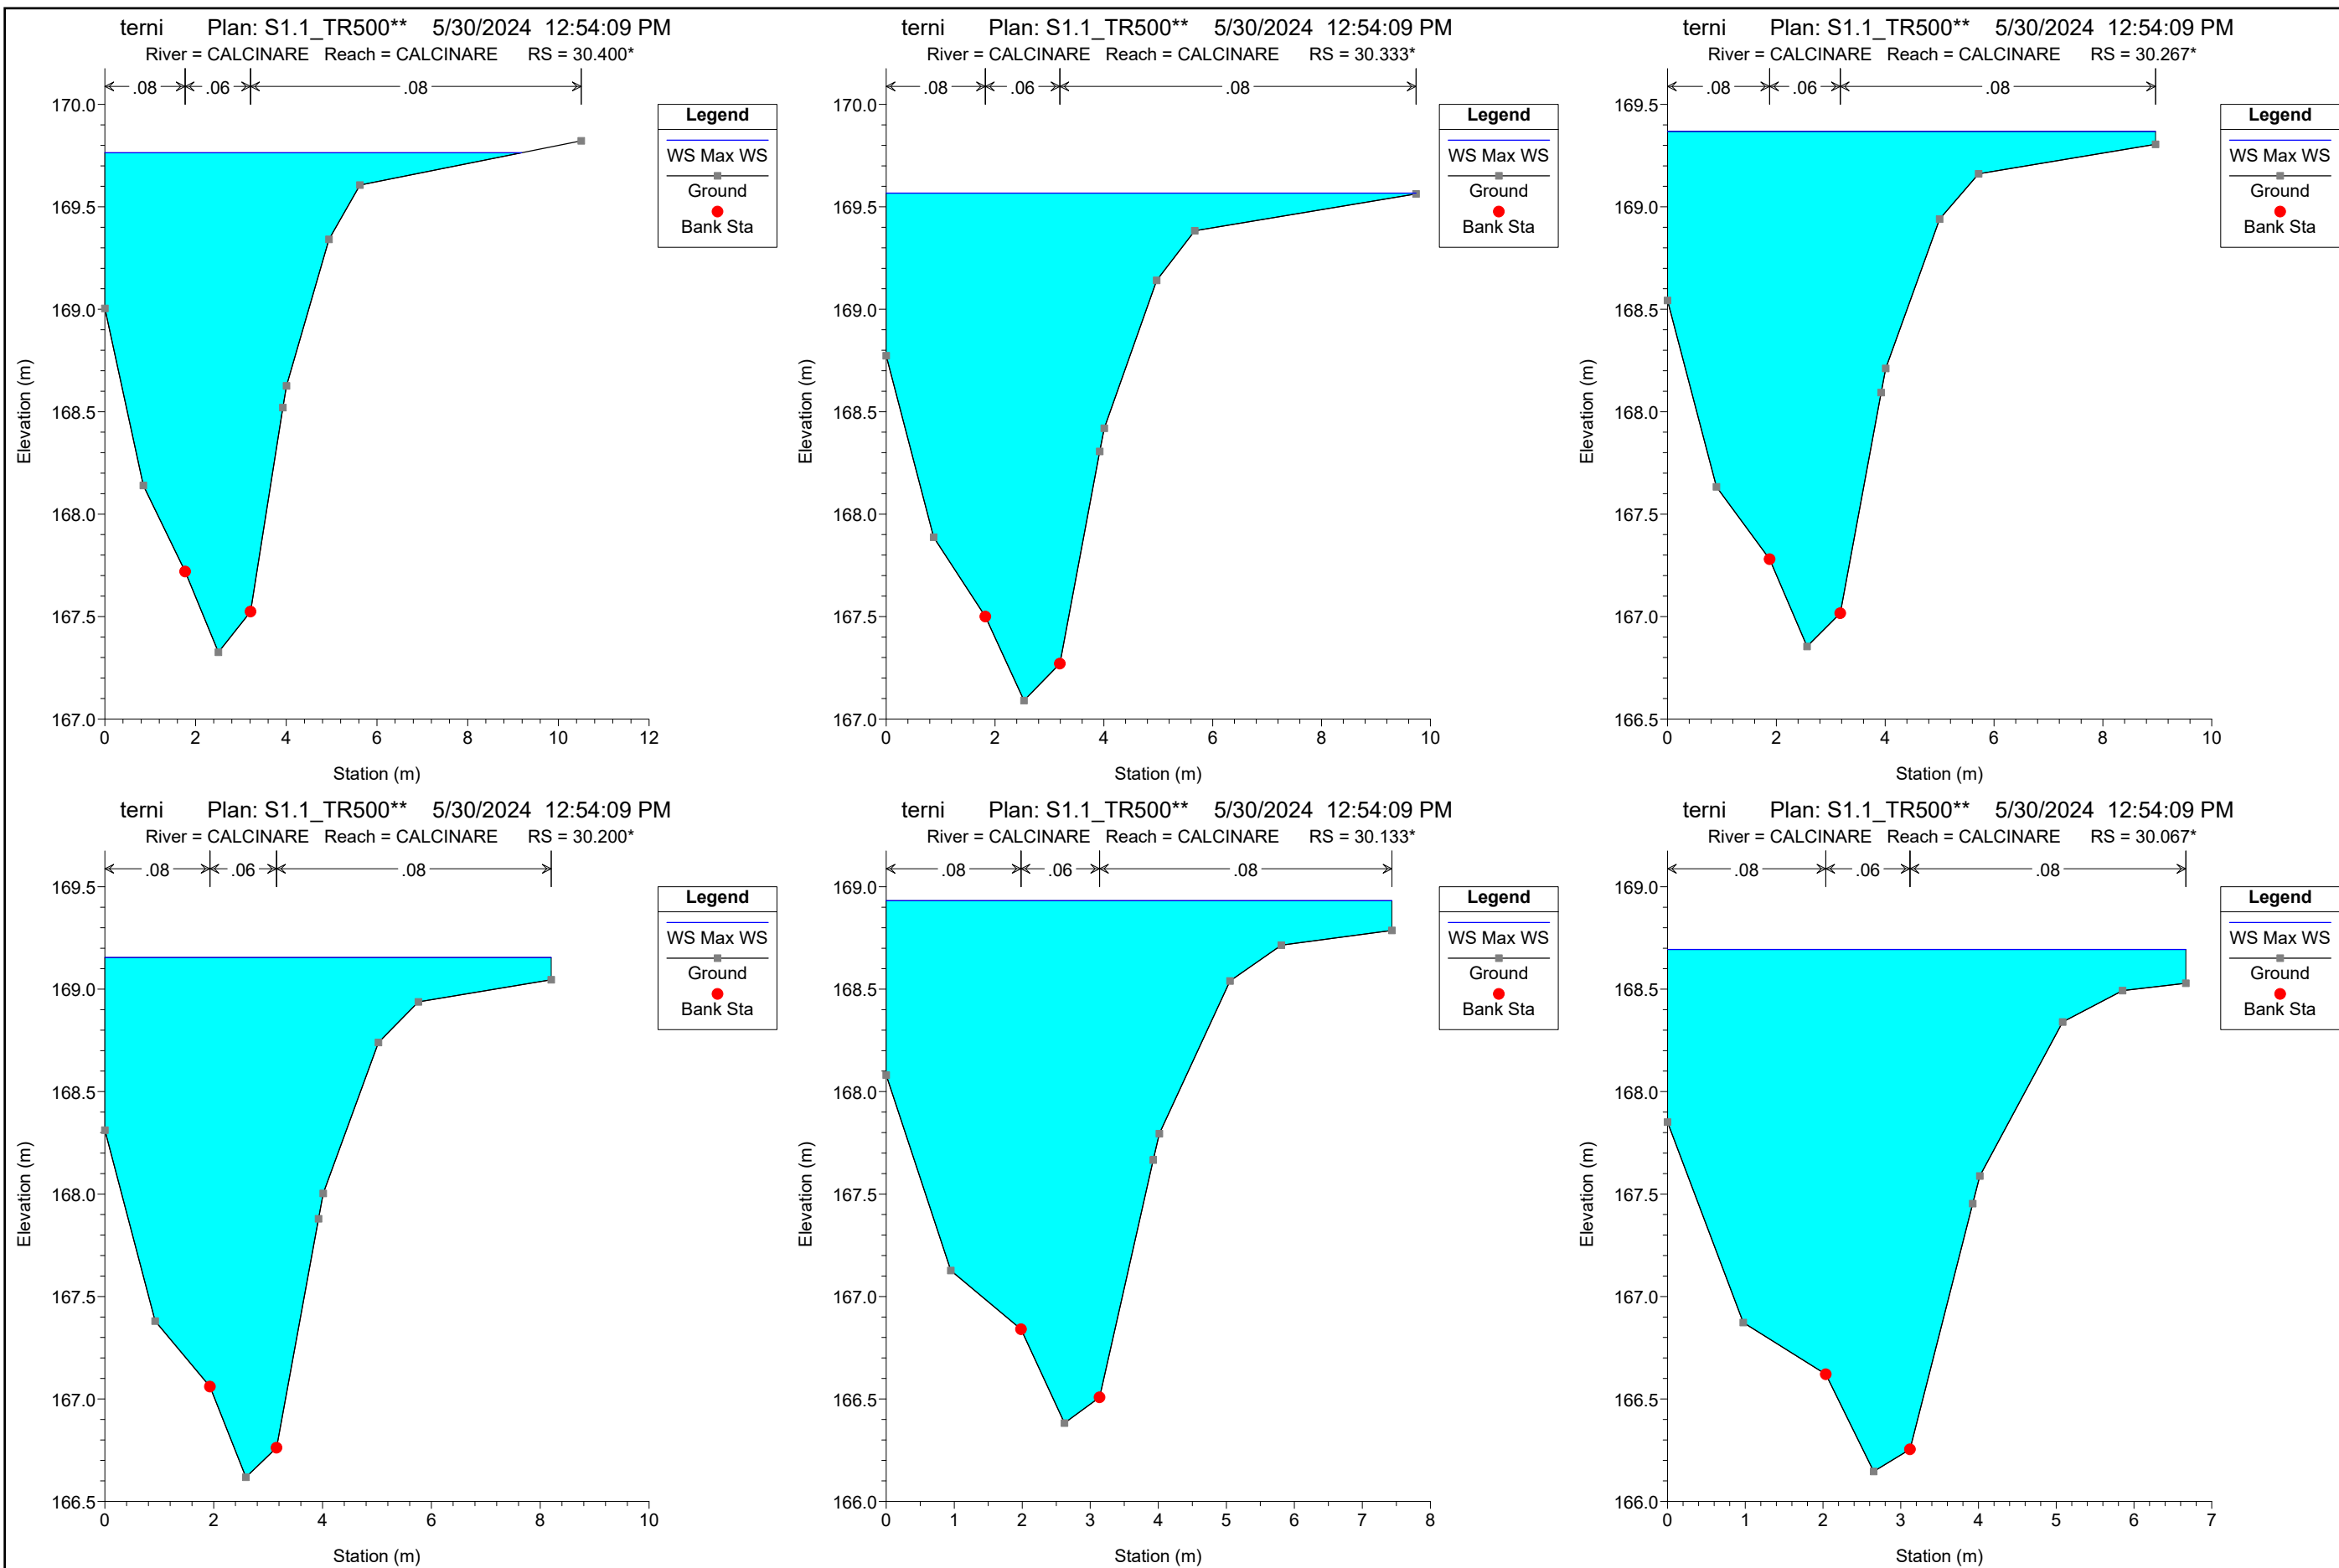 terni Plan: S1.1_TR500** 5/30/2024 12:54:09 PM
River = CALCINARE Reach = CALCINARE RS = 30.400*
.08 .06 .08
170.0
169.5
169.0
168.5
168.0
167.5
167.0
0 2 4 6 8 10 12
Station (m)
Elevation (m)
Legend
WS Max WS
Ground
Bank Sta
terni Plan: S1.1_TR500** 5/30/2024 12:54:09 PM
River = CALCINARE Reach = CALCINARE RS = 30.333*
.08 .06 .08
170.0
169.5
169.0
168.5
168.0
167.5
167.0
0 2 4 6 8 10
Station (m)
Elevation (m)
Legend
WS Max WS
Ground
Bank Sta
terni Plan: S1.1_TR500** 5/30/2024 12:54:09 PM
River = CALCINARE Reach = CALCINARE RS = 30.267*
.08 .06 .08
169.5
169.0
168.5
168.0
167.5
167.0
166.5
0 2 4 6 8 10
Station (m)
Elevation (m)
Legend
WS Max WS
Ground
Bank Sta
terni Plan: S1.1_TR500** 5/30/2024 12:54:09 PM
River = CALCINARE Reach = CALCINARE RS = 30.200*
.08 .06 .08
169.5
169.0
168.5
168.0
167.5
167.0
166.5
0 2 4 6 8 10
Station (m)
Elevation (m)
Legend
WS Max WS
Ground
Bank Sta
terni Plan: S1.1_TR500** 5/30/2024 12:54:09 PM
River = CALCINARE Reach = CALCINARE RS = 30.133*
.08 .06 .08
169.0
168.5
168.0
167.5
167.0
166.5
166.0
0 1 2 3 4 5 6 7 8
Station (m)
Elevation (m)
Legend
WS Max WS
Ground
Bank Sta
terni Plan: S1.1_TR500** 5/30/2024 12:54:09 PM
River = CALCINARE Reach = CALCINARE RS = 30.067*
.08 .06 .08
169.0
168.5
168.0
167.5
167.0
166.5
166.0
0 1 2 3 4 5 6 7
Station (m)
Elevation (m)
Legend
WS Max WS
Ground
Bank Sta